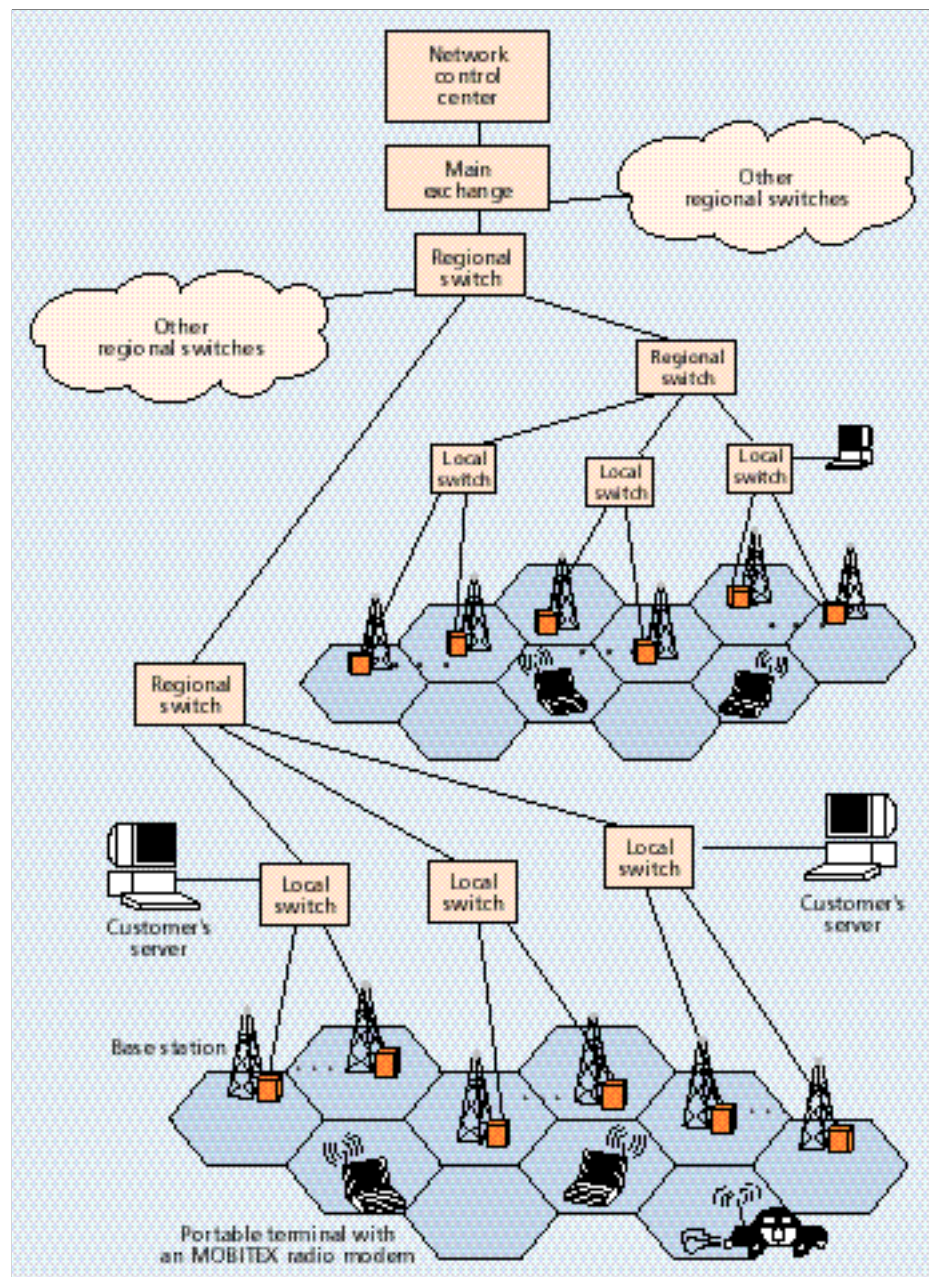 Network
control
center
Main
exchange
Other
regional switches
Regional
switch
Other
regional switches
Regional
switch
Local
switch
Local
switch
Local
switch
Regional
switch
Local
switch
Customer's
server
Local
switch
Local
switch
Customer's
server
Base station
Portable terminal with
an MOBITEX radio modem